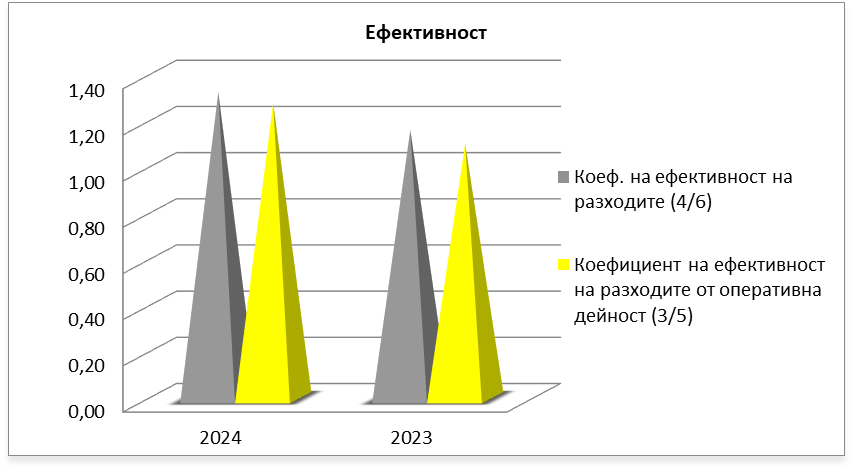 Ефективност
1,40
1,20
1,00
0,80
0,60
0,40
0,20
0,00
2024
2023
Коеф. на ефективност на
разходите (4/6)
Коефициент на ефективност
на разходите от оперативна
дейност (3/5)